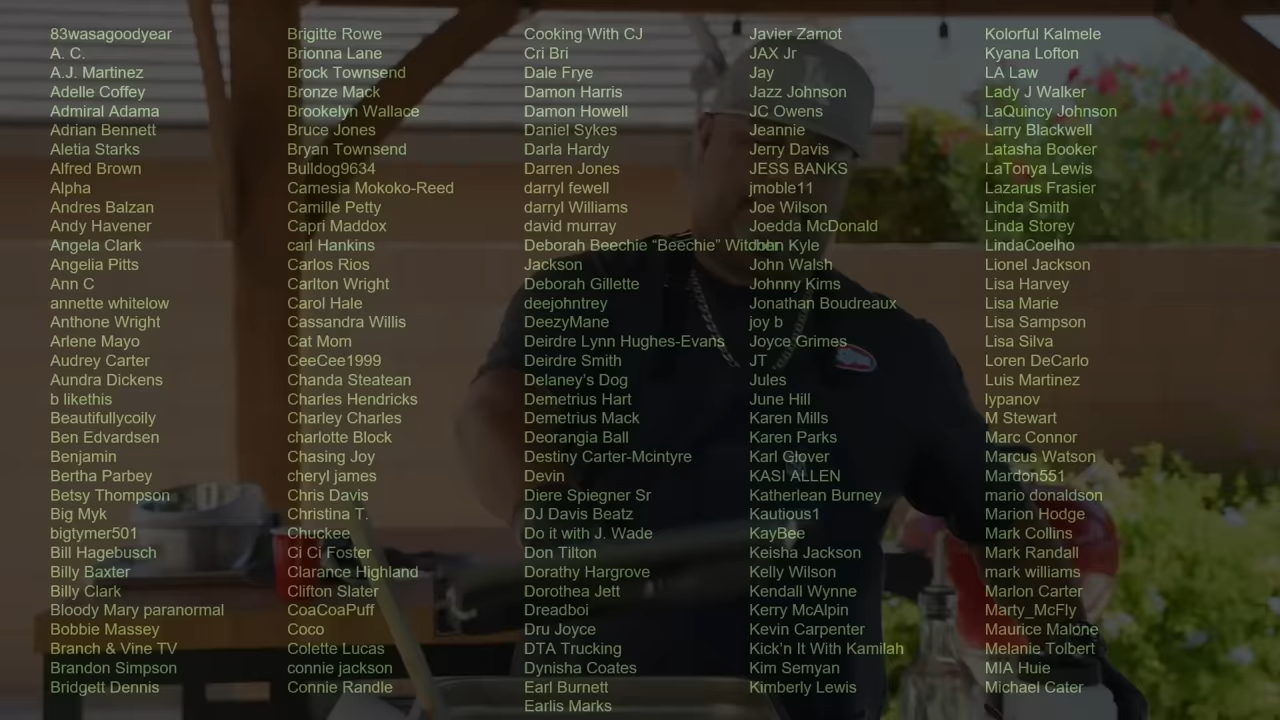 83wasagoodyear
A. C.
A.J. Martinez
Adelle Coffey
Admiral Adama
Adrian Bennett
Aletia Starks
Alfred Brown
Alpha
Andres Balzan
Andy Havener
Angela Clark
Angelia Pitts
Ann C
annette whitelow
Anthone Wright
Arlene Mayo
Audrey Carter
Aundra Dickens
b likethis
Beautifullycoily
Ben Edvardsen
Benjamin
Bertha Parbey
Betsy Thompson
Big Myk
bigtymer501
Bill Hagebusch
Billy Baxter
Billy Clark
Bloody Mary paranormal
Bobbie Massey
Branch & Vine TV
Brandon Simpson
Bridgett Dennis
Brigitte Rowe
Brionna Lane
Brock Townsend
Bronze Mack
Brookelyn Wallace
Bruce Jones
Bryan Townsend
Bulldog9634
Camesia Mokoko-Reed
Camille Petty
Capri Maddox
carl Hankins
Carlos Rios
Carlton Wright
Carol Hale
Cassandra Willis
Cat Mom
CeeCee1999
Chanda Steatean
Charles Hendricks
Charley Charles
charlotte Block
Chasing Joy
cheryl james
Chris Davis
Christina T.
Chuckee
Ci Ci Foster
Clarance Highland
Clifton Slater
CoaCoaPuff
Coco
Colette Lucas
connie jackson
Connie Randle
Cooking With CJ
Cri Bri
Dale Frye
Damon Harris
Damon Howell
Daniel Sykes
Darla Hardy
Darren Jones
darryl fewell
darryl Williams
david murray
Deborah Beechie “Beechie” Witcher
Jackson
Deborah Gillette
deejohntrey
DeezyMane
Deirdre Lynn Hughes-Evans
Deirdre Smith
Delaney's Dog
Demetrius Hart
Demetrius Mack
Deorangia Ball
Destiny Carter-Mcintyre
Devin
Diere Spiegner Sr
DJ Davis Beatz
Do it with J. Wade
Don Tilton
Dorathy Hargrove
Dorothea Jett
Dreadboi
Dru Joyce
DTA Trucking
Dynisha Coates
Earl Burnett
Earlis Marks
Javier Zamot
JAX Jr
Jay
Jazz Johnson
JC Owens
Jeannie
Jerry Davis
JESS BANKS
jmoble11
Joe Wilson
Joedda McDonald
John Kyle
John Walsh
Johnny Kims
Jonathan Boudreaux
joy b
Joyce Grimes
JT
Jules
June Hill
Karen Mills
Karen Parks
Karl Glover
KASI ALLEN
Katherlean Burney
Kautious1
KayBee
Keisha Jackson
Kelly Wilson
Kendall Wynne
Kerry McAlpin
Kevin Carpenter
Kick'n It With Kamilah
Kim Semyan
Kimberly Lewis
Kolorful Kalmele
Kyana Lofton
LA Law
Lady J Walker
LaQuincy Johnson
Larry Blackwell
Latasha Booker
LaTonya Lewis
Lazarus Frasier
Linda Smith
Linda Storey
LindaCoelho
Lionel Jackson
Lisa Harvey
Lisa Marie
Lisa Sampson
Lisa Silva
Loren DeCarlo
Luis Martinez
lypanov
M Stewart
Marc Connor
Marcus Watson
Mardon551
mario donaldson
Marion Hodge
Mark Collins
Mark Randall
mark williams
Marlon Carter
Marty_McFly
Maurice Malone
Melanie Tolbert
MIA Huie
Michael Cater